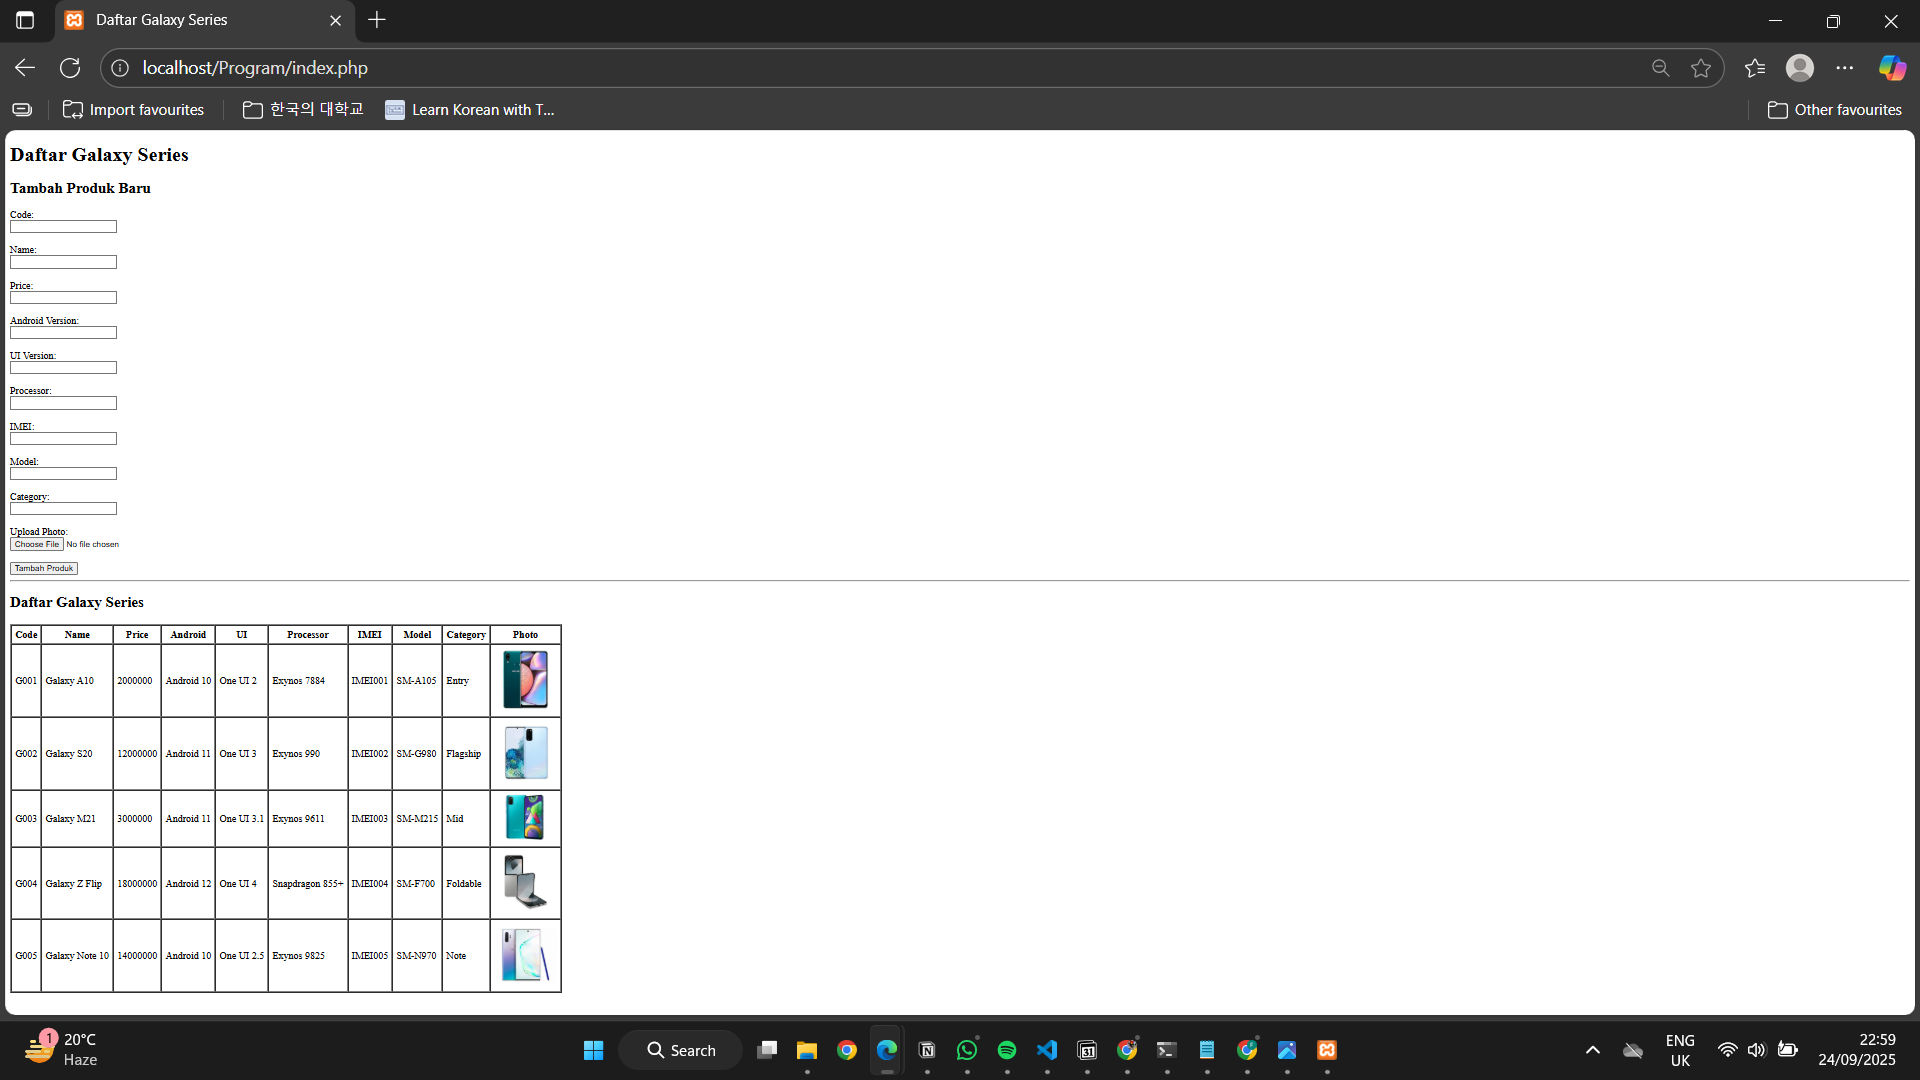 Daftar Galaxy Series
localhost/Program/index.php
Import favourites
한국의 대학교
Learn Korean with T...
Other favourites
Daftar Galaxy Series
Tambah Produk Baru
Code:
Name:
Price:
Android Version:
UI Version:
Processor:
IMEI:
Model:
Category:
Upload Photo:
Choose File No file chosen
Tambah Produk
Daftar Galaxy Series
Code Name Price Android UI Processor IMEI Model Category Photo
G001 Galaxy A10 2000000 Android 10 One UI 2 Exynos 7884 IMEI001 SM-A105 Entry
G002 Galaxy S20 12000000 Android 11 One UI 3 Exynos 990 IMEI002 SM-G980 Flagship
G003 Galaxy M21 3000000 Android 11 One UI 3.1 Exynos 9611 IMEI003 SM-M215 Mid
G004 Galaxy Z Flip 18000000 Android 12 One UI 4 Snapdragon 855+ IMEI004 SM-F700 Foldable
G005 Galaxy Note 10 14000000 Android 10 One UI 2.5 Exynos 9825 IMEI005 SM-N970 Note
1
20°C
Haze
Search
31
ENG
UK
22:59
24/09/2025